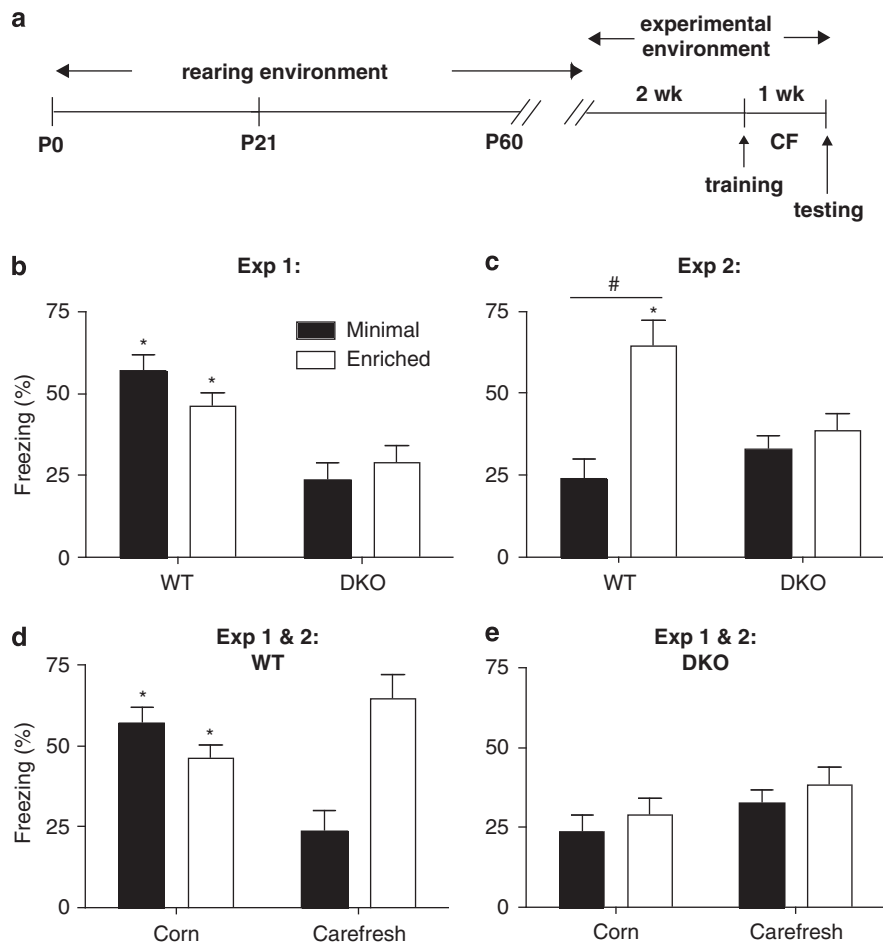 a
experimental
environment
rearing environment
2 wk
1 wk
P0
P21
P60
CF
training
testing
b
Exp 1:
75
50
25
0
Freezing (%)
*
*
Minimal
Enriched
WT
DKO
c
Exp 2:
75
50
25
0
#
*
WT
DKO
d
Exp 1 & 2:
WT
75
50
25
0
Freezing (%)
*
*
Corn
Carefresh
e
Exp 1 & 2:
DKO
75
50
25
0
Corn
Carefresh